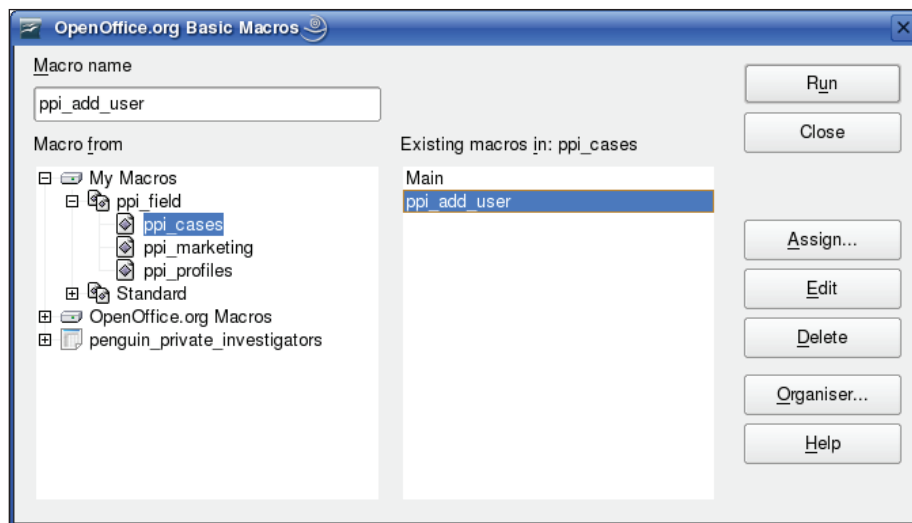 OpenOffice.org Basic Macros
Macro name
ppi_add_user
Macro from
My Macros
ppi_field
ppi_cases
ppi_marketing
ppi_profiles
Standard
OpenOffice.org Macros
penguin_private_investigators
Existing macros in: ppi_cases
Main
ppi_add_user
Run
Close
Assign...
Edit
Delete
Organiser...
Help